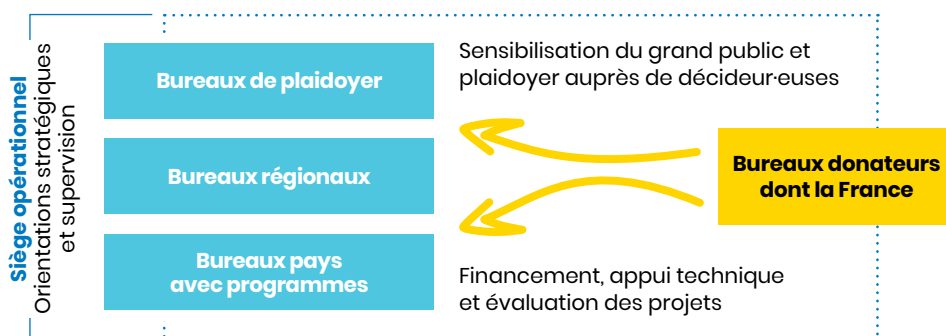 Siège opérationnel
Orientations stratégiques
et supervision
Bureaux de plaidoyer
Sensibilisation du grand public et
plaidoyer auprès de décideur·euses
Bureaux régionaux
Bureaux donateurs
dont la France
Bureaux pays
avec programmes
Financement, appui technique
et évaluation des projets